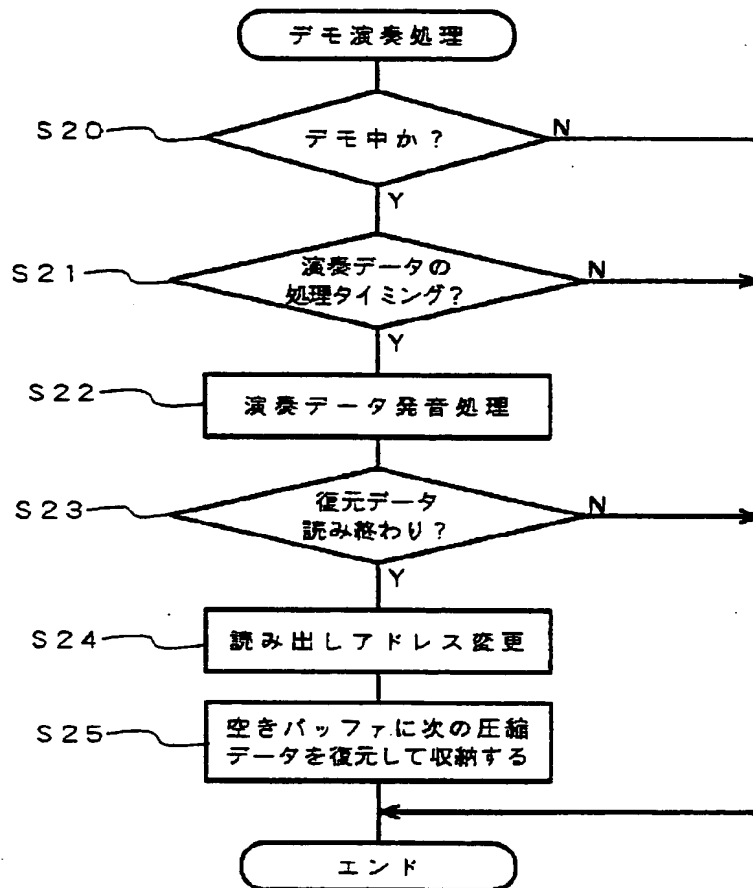 デモ演奏処理
S20
デモ中か?
N
Y
S21
演奏データの
処理タイミング?
N
Y
S22
演奏データ発音処理
S23
復元データ
読み終わり?
N
Y
S24
読み出しアドレス変更
S25
空きバッファに次の圧縮
データを復元して収納する
エンド